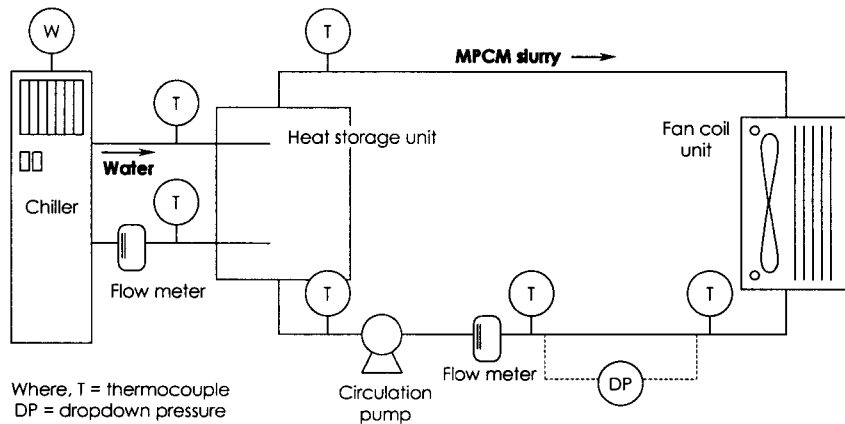 W
T
MPCM slurry
T
Heat storage unit
Fan coil
unit
Water
Chiller
T
Flow meter
T
T
T
Flow meter
DP
Circulation
pump
Where, T = thermocouple
DP = dropdown pressure